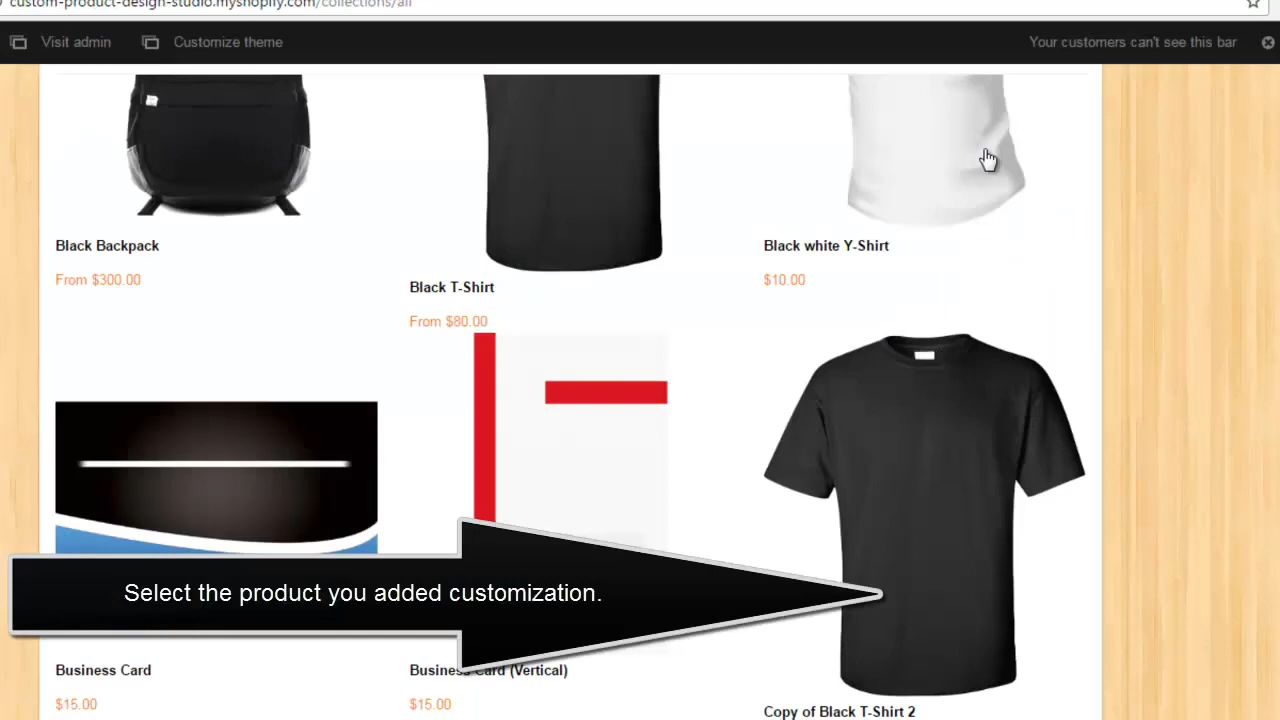 custom-product-design-studio.myshopify.com/collections/all
Visit admin
Customize theme
Your customers can't see this bar
Black Backpack
From $300.00
Black T-Shirt
From $80.00
Black white Y-Shirt
$10.00
Select the product you added customization.
Business Card
$15.00
Business Card (Vertical)
$15.00
Copy of Black T-Shirt 2